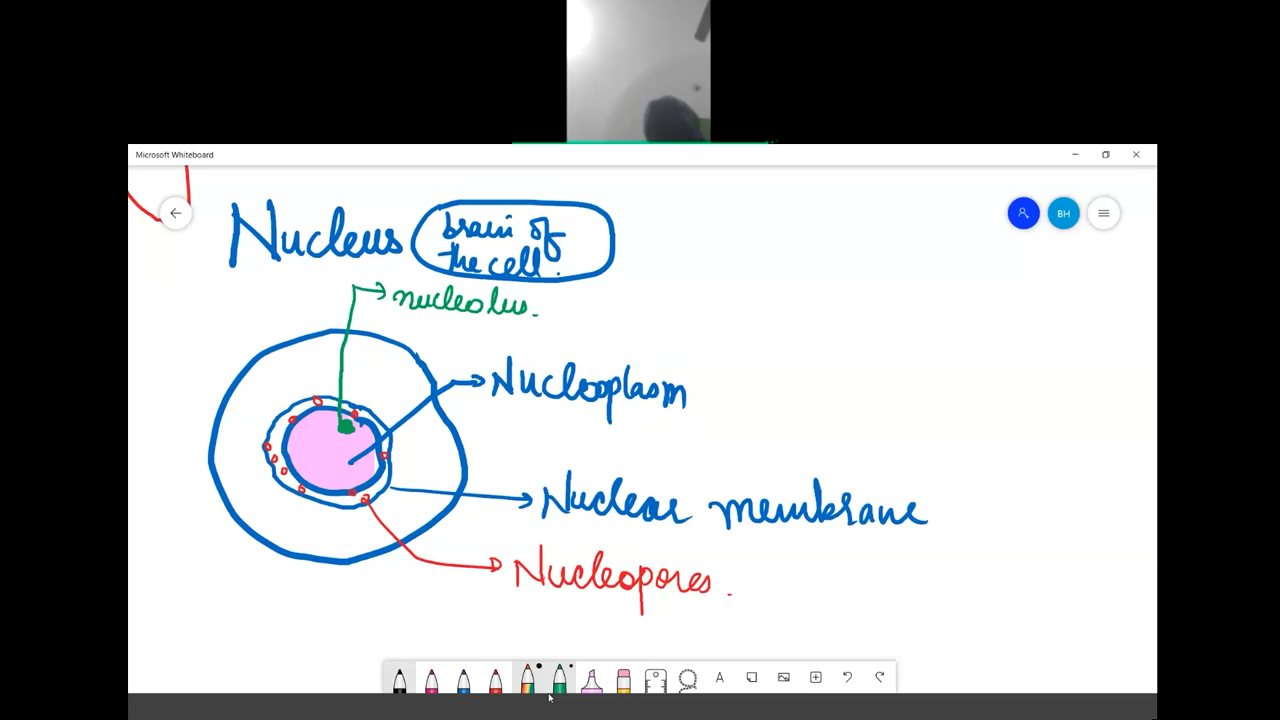 Microsoft Whiteboard
BH
Nucleus
brain of
the cell.
nucleolus.
Nucleoplasm
Nuclear membrane
Nucleopores.
A